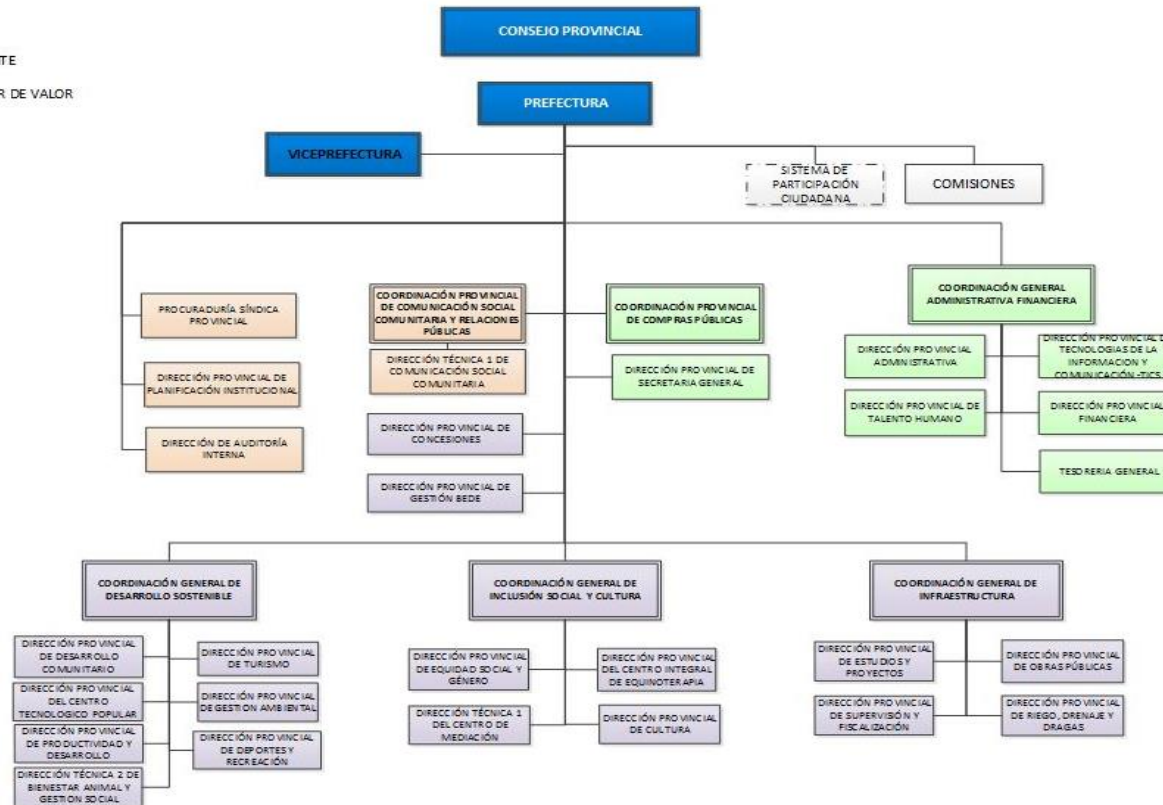 TE
R DE VALOR
CONSEJO PROVINCIAL
PREFECTURA
VICEPREFECTURA
SISTEMA DE
PARTICIPACIÓN
CIUDADANA
COMISIONES
PROCURADURÍA SÍNDICA
PROVINCIAL
DIRECCIÓN PROVINCIAL DE
PLANIFICACIÓN INSTITUCIONAL
DIRECCIÓN DE AUDITORÍA
INTERNA
COORDINACIÓN PROVINCIAL
DE COMUNICACIÓN SOCIAL
COMUNITARIA Y RELACIONES
PÚBLICAS
DIRECCIÓN TÉCNICA 1 DE
COMUNICACIÓN SOCIAL
COMUNITARIA
DIRECCIÓN PROVINCIAL DE
CONCESIONES
DIRECCIÓN PROVINCIAL DE
GESTIÓN BEDE
COORDINACIÓN PROVINCIAL
DE COMPRAS PÚBLICAS
DIRECCIÓN PROVINCIAL DE
SECRETARIA GENERAL
COORDINACIÓN GENERAL
ADMINISTRATIVA FINANCIERA
DIRECCIÓN PROVINCIAL
ADMINISTRATIVA
DIRECCIÓN PROVINCIAL DE
TALENTO HUMANO
DIRECCIÓN PROVINCIAL D
TECNOLOGIAS DE LA
INFORMACION Y
COMUNICACIÓN -TICS
DIRECCIÓN PROVINCIAL
FINANCIERA
TESORERIA GENERAL
COORDINACIÓN GENERAL DE
DESARROLLO SOSTENIBLE
DIRECCIÓN PROVINCIAL
DE DESARROLLO
COMUNITARIO
DIRECCIÓN PROVINCIAL
DEL CENTRO
TECNOLOGICO POPULAR
DIRECCIÓN PROVINCIAL
DE PRODUCTIVIDAD Y
DESARROLLO
DIRECCIÓN TÉCNICA 2 DE
BIENESTAR ANIMAL Y
GESTION SOCIAL
DIRECCIÓN PROVINCIAL
DE TURISMO
DIRECCIÓN PROVINCIAL
DE GESTION AMBIENTAL
DIRECCIÓN PROVINCIAL
DE DEPORTES Y
RECREACIÓN
COORDINACIÓN GENERAL DE
INCLUSIÓN SOCIAL Y CULTURA
DIRECCIÓN PROVINCIAL
DE EQUIDAD SOCIAL Y
GÉNERO
DIRECCIÓN TÉCNICA 1
DEL CENTRO DE
MEDIACIÓN
DIRECCIÓN PROVINCIAL
DEL CENTRO INTEGRAL
DE EQUINOTERAPIA
DIRECCIÓN PROVINCIAL
DE CULTURA
COORDINACIÓN GENERAL DE
INFRAESTRUCTURA
DIRECCIÓN PROVINCIAL
DE ESTUDIOS Y
PROYECTOS
DIRECCIÓN PROVINCIAL
DE SUPERVISIÓN Y
FISCALIZACIÓN
DIRECCIÓN PROVINCIAL
DE OBRAS PÚBLICAS
DIRECCIÓN PROVINCIAL
DE RIEGO, DRENAJE Y
DRAGAS